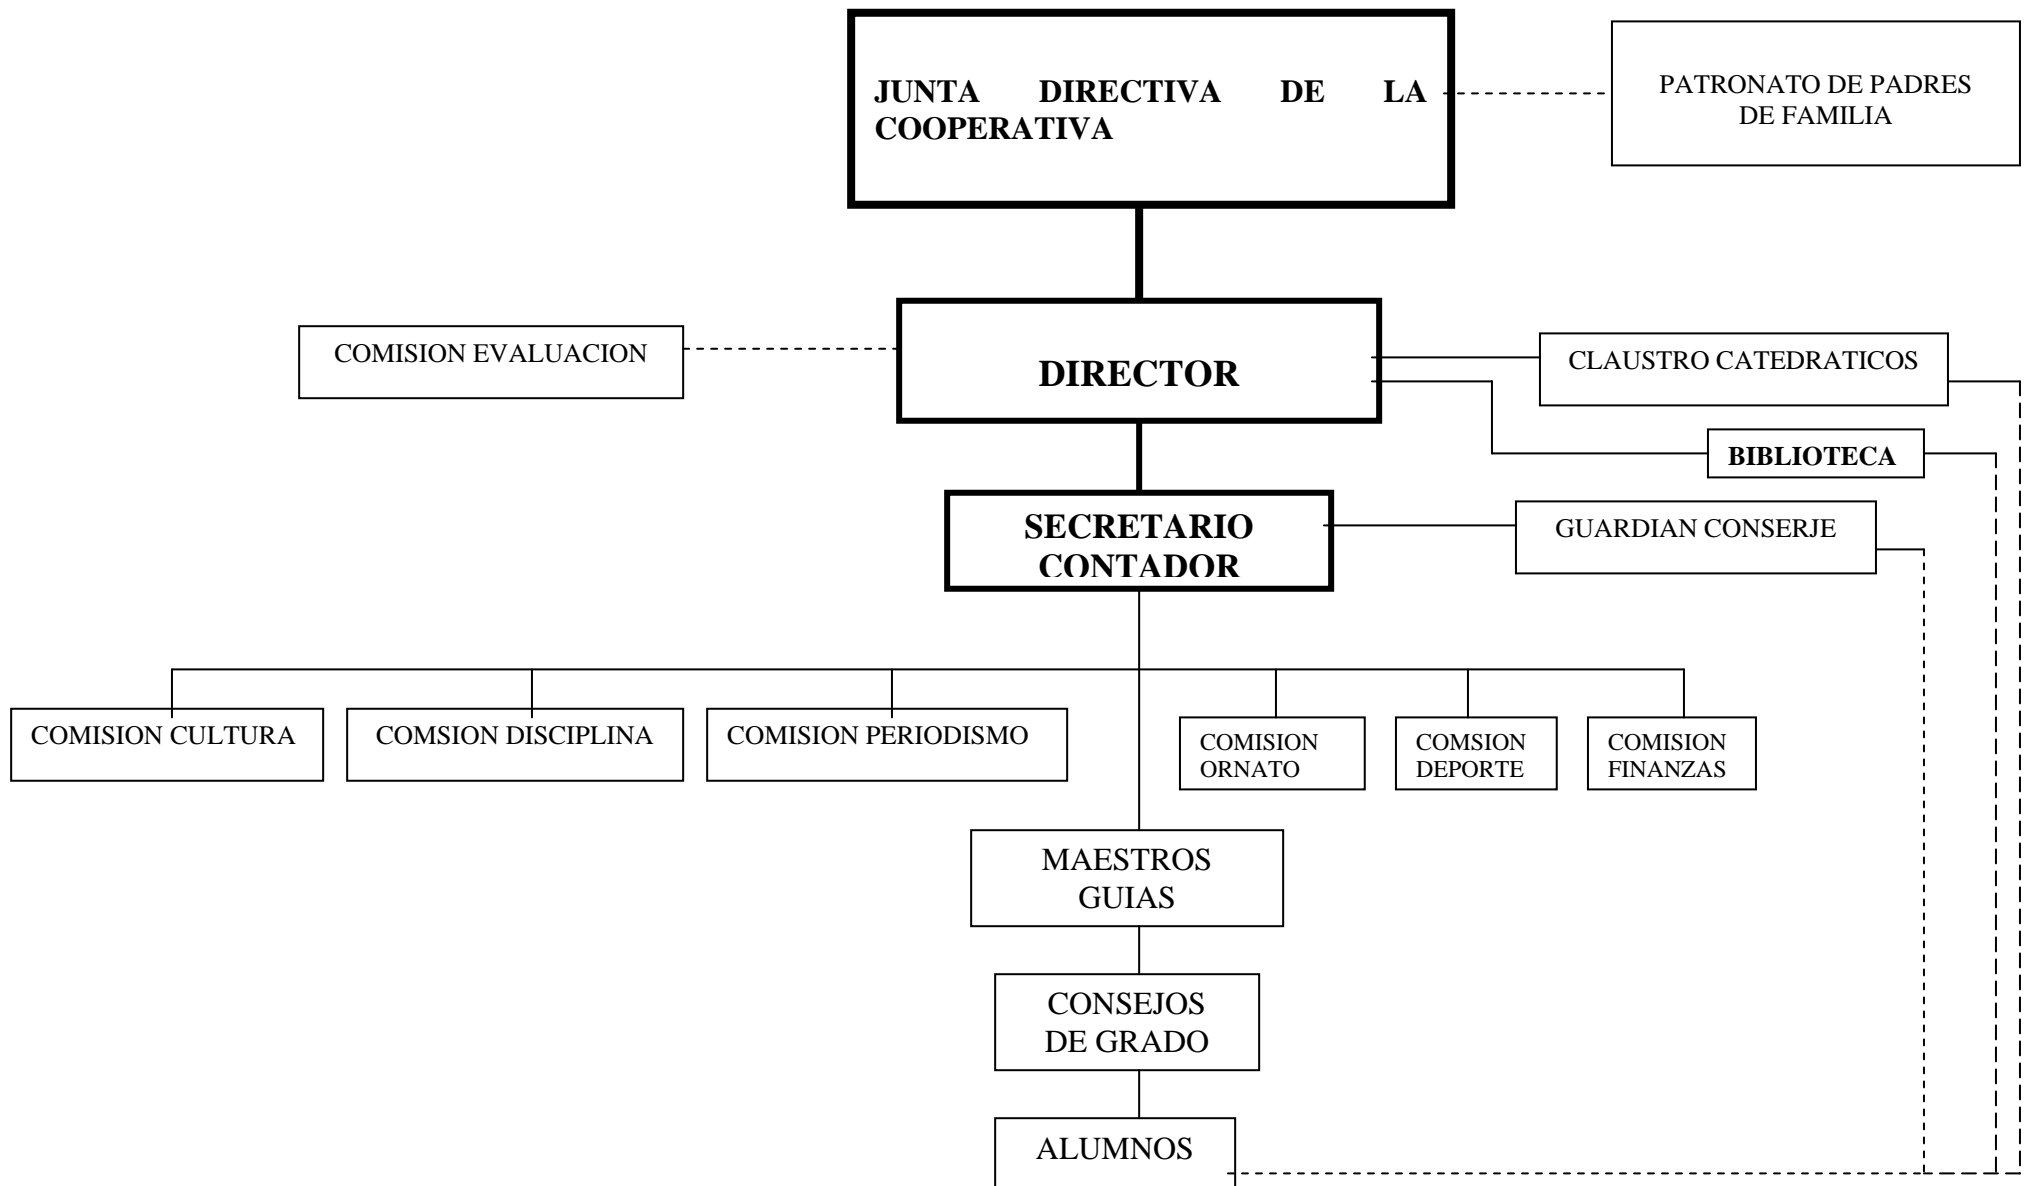 JUNTA DIRECTIVA DE LA
COOPERATIVA
PATRONATO DE PADRES
DE FAMILIA
COMISION EVALUACION
DIRECTOR
CLAUSTRO CATEDRATICOS
BIBLIOTECA
SECRETARIO
CONTADOR
GUARDIAN CONSERJE
COMISION CULTURA
COMSION DISCIPLINA
COMISION PERIODISMO
COMISION
ORNATO
COMSION
DEPORTE
COMISION
FINANZAS
MAESTROS
GUIAS
CONSEJOS
DE GRADO
ALUMNOS